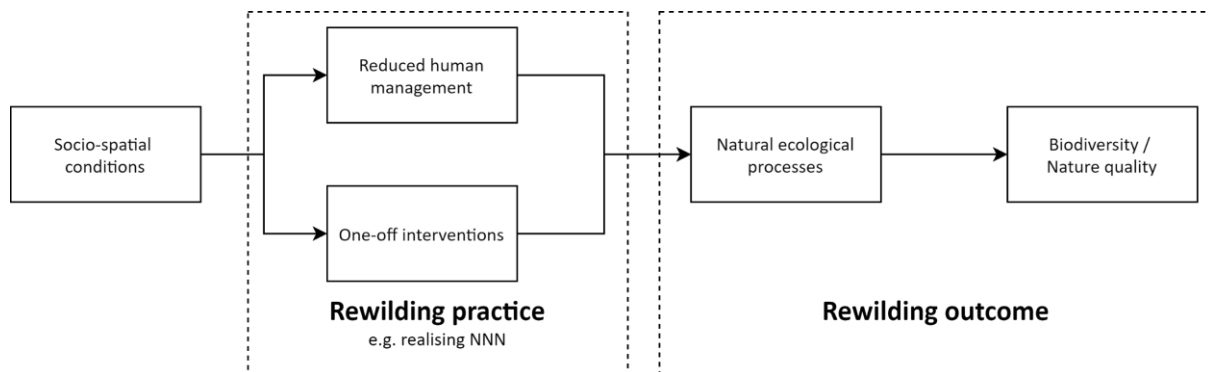 Socio-spatial
conditions
Reduced human
management
One-off interventions
Rewilding practice
e.g. realising NNN
Natural ecological
processes
Biodiversity /
Nature quality
Rewilding outcome